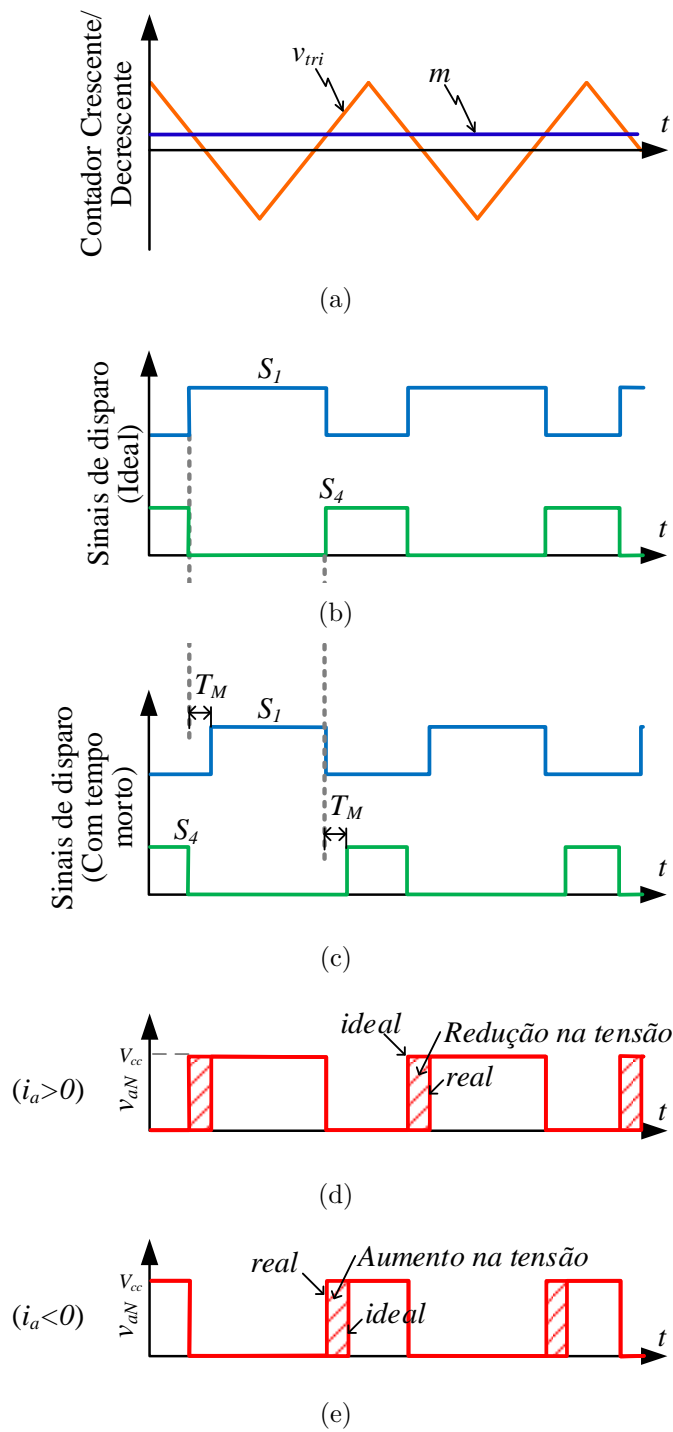 Contador Crescente/
Decrescente
v_tri
m
t
(a)
Sinais de disparo
(Ideal)
S_1
S_4
t
(b)
Sinais de disparo
(Com tempo
morto)
T_M
S_1
T_M
S_4
t
(c)
(i_a>0)
V_cc
v_aN
ideal
Redução na tensão
real
t
(d)
(i_a<0)
V_cc
v_aN
real
Aumento na tensão
ideal
t
(e)